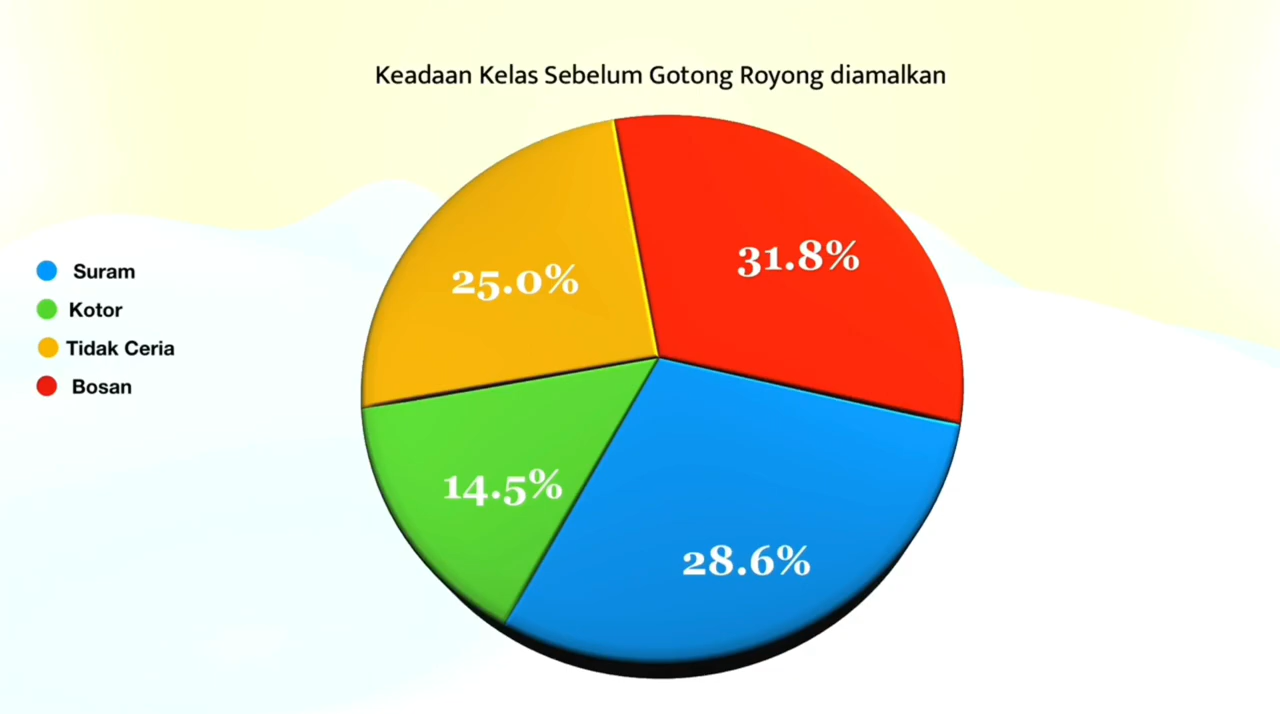 Keadaan Kelas Sebelum Gotong Royong diamalkan
Suram
Kotor
Tidak Ceria
Bosan
25.0%
31.8%
14.5%
28.6%